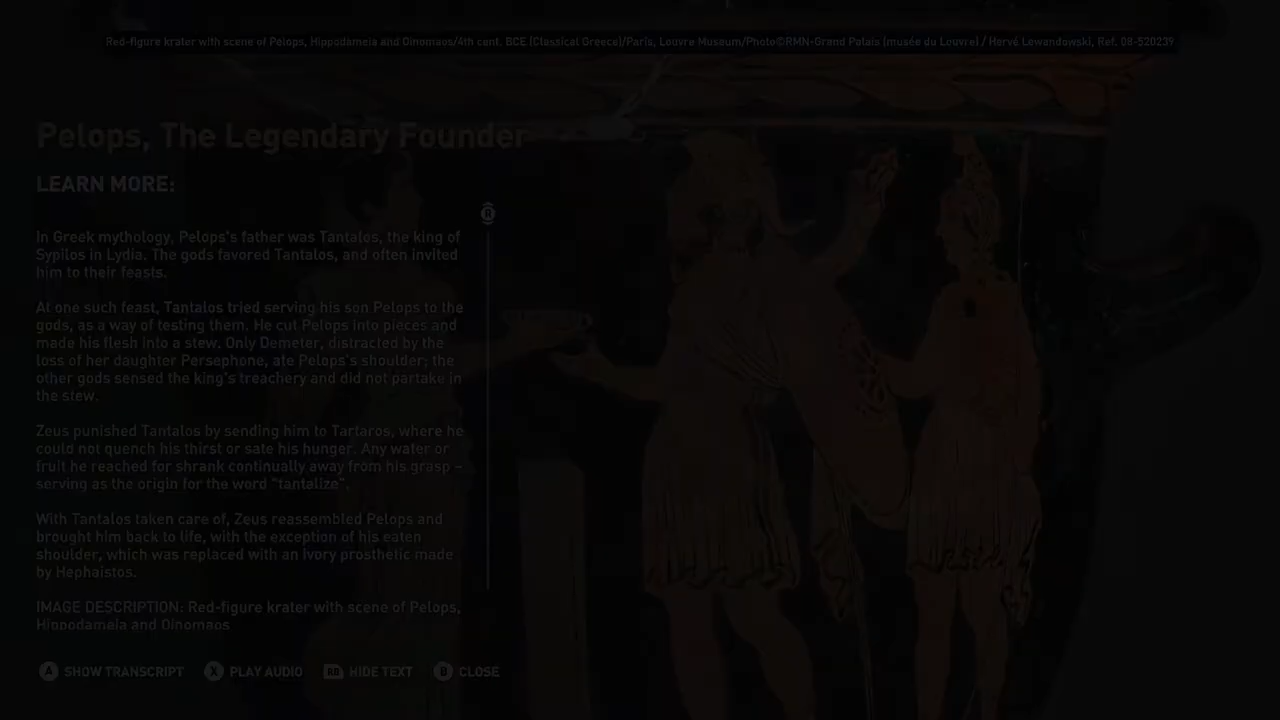 Red-figure krater with scene of Pelops, Hippodameia and Oinomaos/4th cent. BCE (Classical Greece)/Paris, Louvre Museum/Photo©RMN-Grand Palais (musée du Louvre) / Hervé Lewandowski, Ref. 08-520239
Pelops, The Legendary Founder
LEARN MORE:
In Greek mythology, Pelops's father was Tantalos, the king of
Sypilos in Lydia. The gods favored Tantalos, and often invited
him to their feasts.
At one such feast, Tantalos tried serving his son Pelops to the
gods, as a way of testing them. He cut Pelops into pieces and
made his flesh into a stew. Only Demeter, distracted by the
loss of her daughter Persephone, ate Pelops's shoulder; the
other gods sensed the king's treachery and did not partake in
the stew.
Zeus punished Tantalos by sending him to Tartaros, where he
could not quench his thirst or sate his hunger. Any water or
fruit he reached for shrank continually away from his grasp –
serving as the origin for the word "tantalize".
With Tantalos taken care of, Zeus reassembled Pelops and
brought him back to life, with the exception of his eaten
shoulder, which was replaced with an ivory prosthetic made
by Hephaistos.
IMAGE DESCRIPTION: Red-figure krater with scene of Pelops,
Hippodameia and Oinomaos
R
A SHOW TRANSCRIPT X PLAY AUDIO RB HIDE TEXT B CLOSE